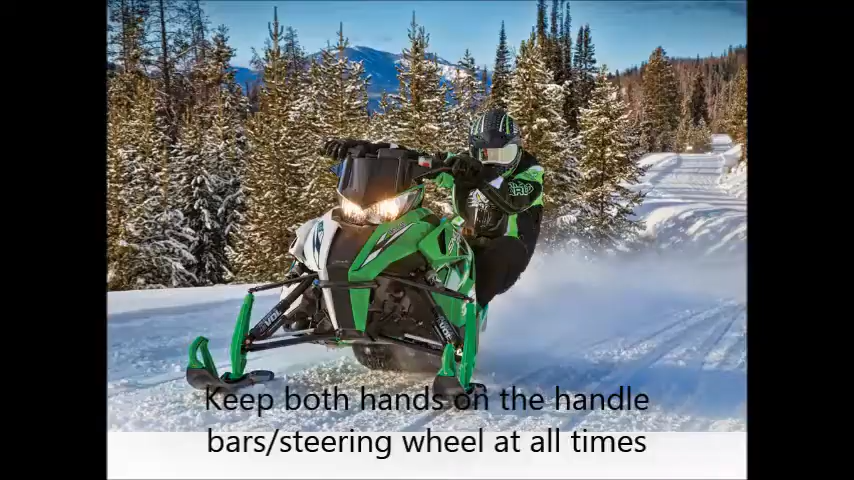 Keep both hands on the handle
bars/steering wheel at all times